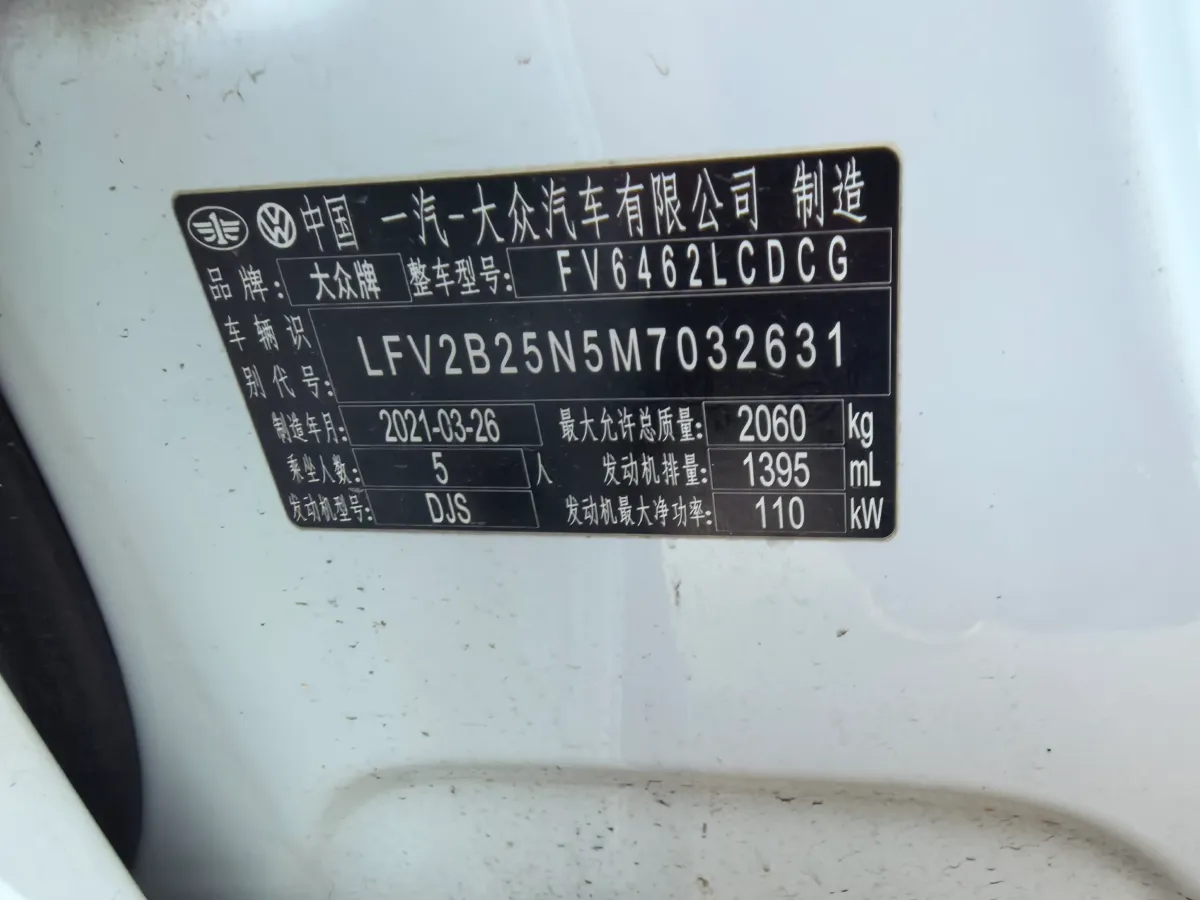 中国 一汽-大众汽车有限公司 制造
品牌: 大众牌 整车型号: FV6462LCDCG
车辆识别代号: LFV2B25N5M7032631
制造年月: 2021-03-26 最大允许总质量: 2060 kg
乘坐人数: 5 人 发动机排量: 1395 mL
发动机型号: DJS 发动机最大净功率: 110 kW